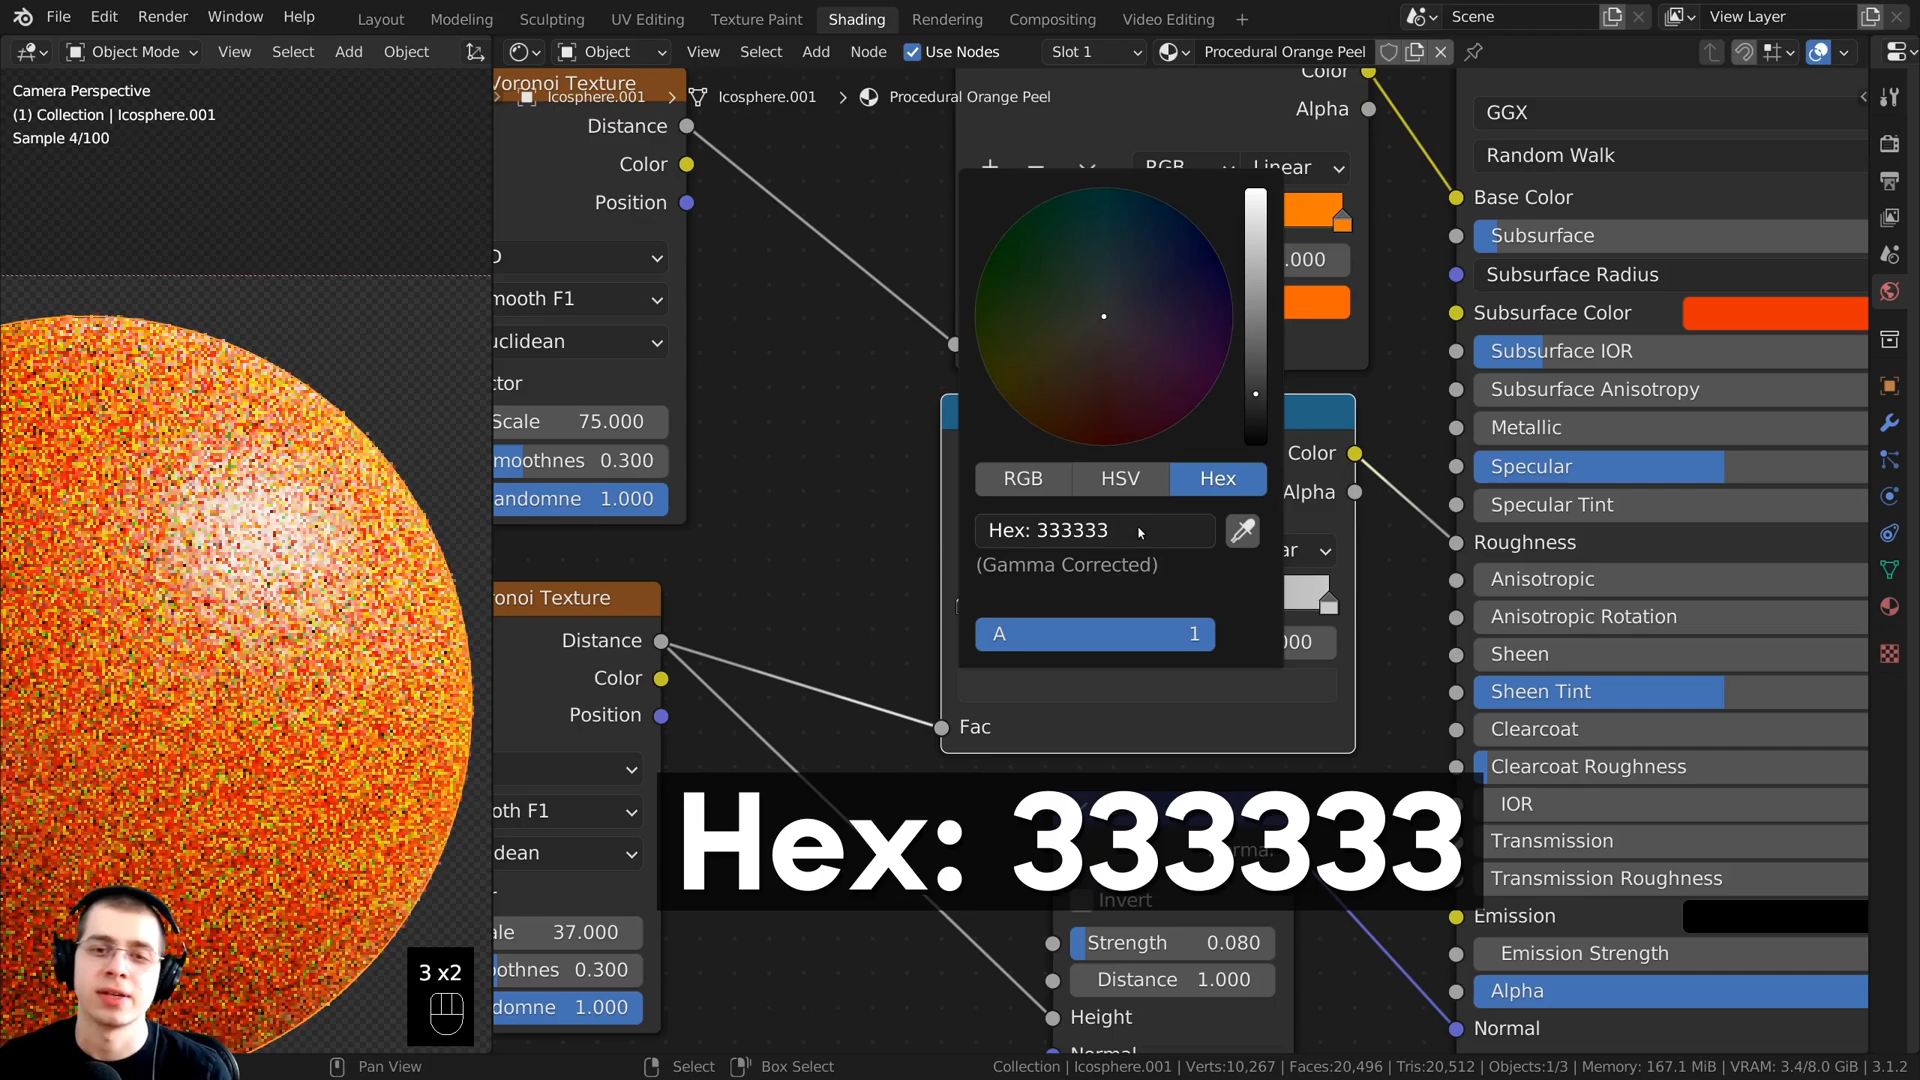 File Edit Render Window Help
Layout Modeling Sculpting UV Editing Texture Paint Shading Rendering Compositing Video Editing +
Scene
View Layer
Object Mode View Select Add Object
Object View Select Add Node Use Nodes Slot 1 Procedural Orange Peel
Camera Perspective
(1) Collection | Icosphere.001
Sample 4/100
Icosphere.001 > Icosphere.001 > Procedural Orange Peel
Voronoi Texture
Distance
Color
Position
D
mooth F1
uclidean
ctor
Scale 75.000
moothnes 0.300
andomne 1.000
ronoi Texture
Distance
Color
Position
oth F1
dean
ale 37.000
oothnes 0.300
domne 1.000
Color
Alpha
RGB Linear
.000
Color
Alpha
ar
000
Fac
RGB HSV Hex
Hex: 333333
(Gamma Corrected)
A 1
Hex: 333333
Invert
Strength 0.080
Distance 1.000
Height
Normal
GGX
Random Walk
Base Color
Subsurface
Subsurface Radius
Subsurface Color
Subsurface IOR
Subsurface Anisotropy
Metallic
Specular
Specular Tint
Roughness
Anisotropic
Anisotropic Rotation
Sheen
Sheen Tint
Clearcoat
Clearcoat Roughness
IOR
Transmission
Transmission Roughness
Emission
Emission Strength
Alpha
Normal
3 x2
Pan View Select Box Select
Collection | Icosphere.001 | Verts:10,267 | Faces:20,496 | Tris:20,512 | Objects:1/3 | Memory: 167.1 MiB | VRAM: 3.4/8.0 GiB | 3.1.2